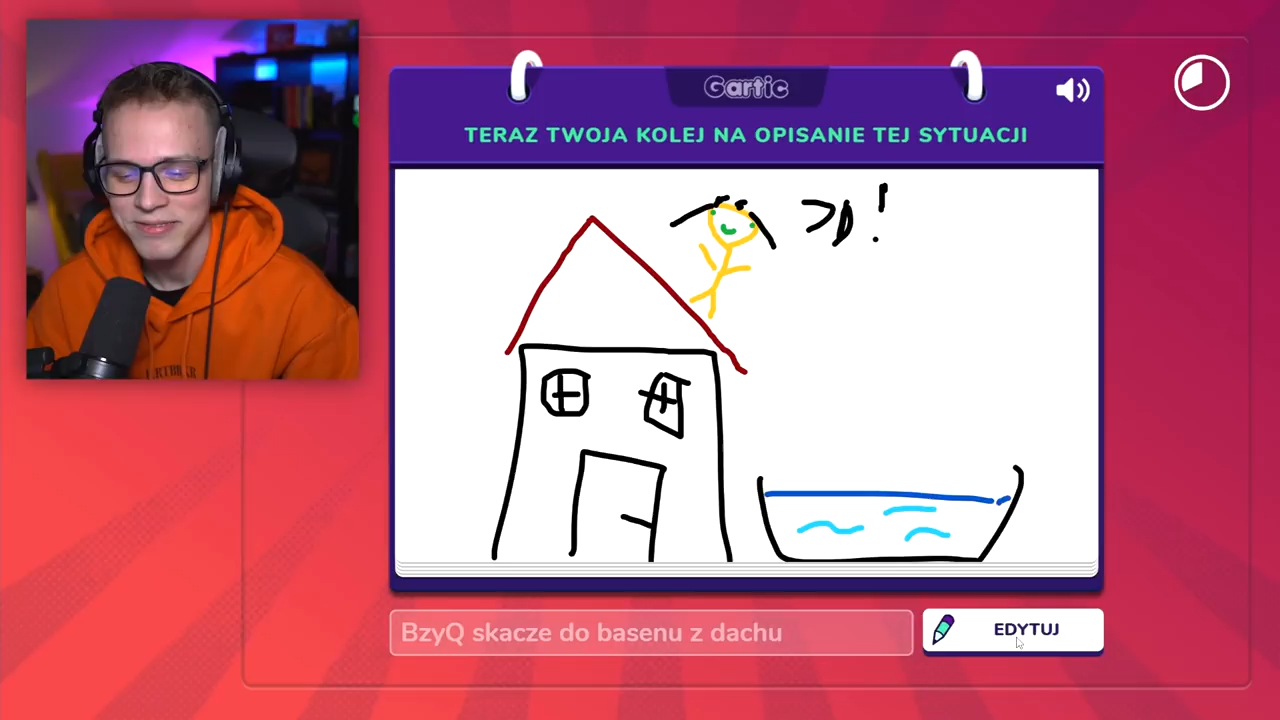 Gartic
TERAZ TWOJA KOLEJ NA OPISANIE TEJ SYTUACJI
BzyQ skacze do basenu z dachu
EDYTUJ